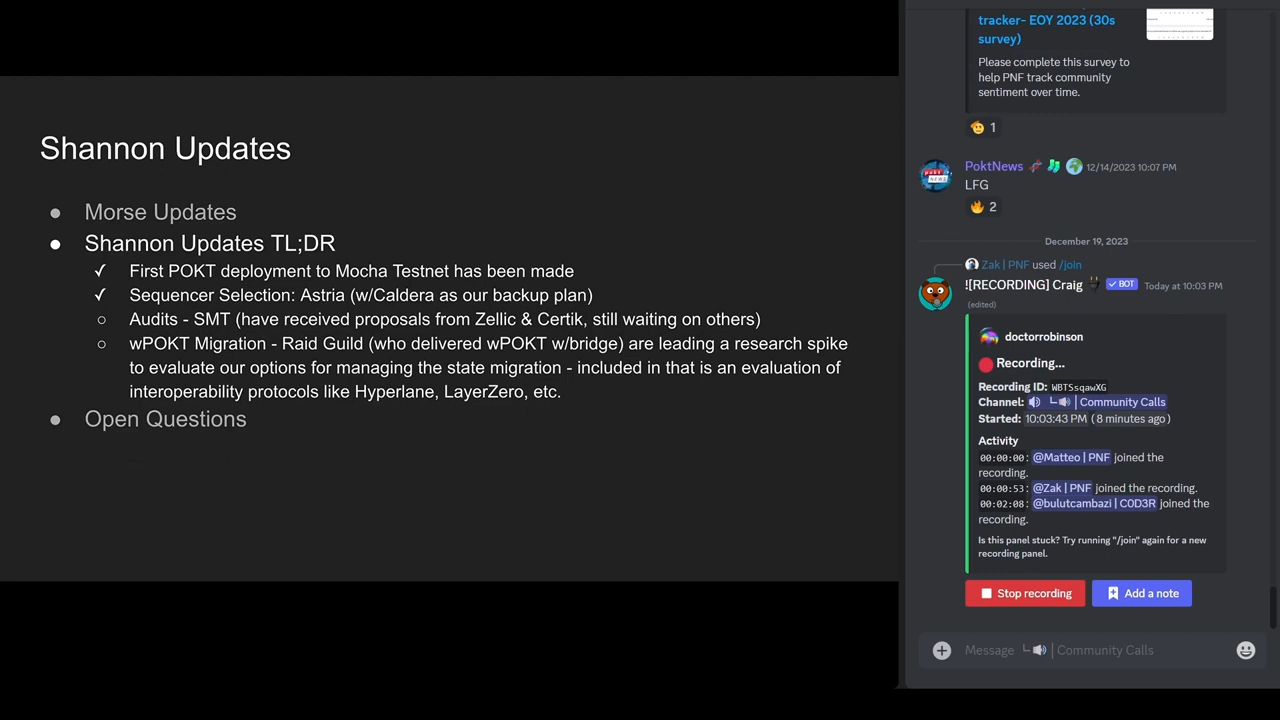 Shannon Updates
● Morse Updates
● Shannon Updates TL;DR
✓ First POKT deployment to Mocha Testnet has been made
✓ Sequencer Selection: Astria (w/Caldera as our backup plan)
○ Audits - SMT (have received proposals from Zellic & Certik, still waiting on others)
○ wPOKT Migration - Raid Guild (who delivered wPOKT w/bridge) are leading a research spike
to evaluate our options for managing the state migration - included in that is an evaluation of
interoperability protocols like Hyperlane, LayerZero, etc.
● Open Questions
tracker- EOY 2023 (30s
survey)
Please complete this survey to
help PNF track community
sentiment over time.
1
PoktNews 12/14/2023 10:07 PM
LFG
2
December 19, 2023
Zak | PNF used /join
![RECORDING] Craig ✓ BOT Today at 10:03 PM
(edited)
doctorrobinson
Recording...
Recording ID: WBTSsqawXG
Channel: | Community Calls
Started: 10:03:43 PM (8 minutes ago)
Activity
00:00:00: @Matteo | PNF joined the
recording.
00:00:53: @Zak | PNF joined the recording.
00:02:08: @bulutcambazi | C0D3R joined the
recording.
Is this panel stuck? Try running "/join" again for a new
recording panel.
Stop recording Add a note
Message | Community Calls